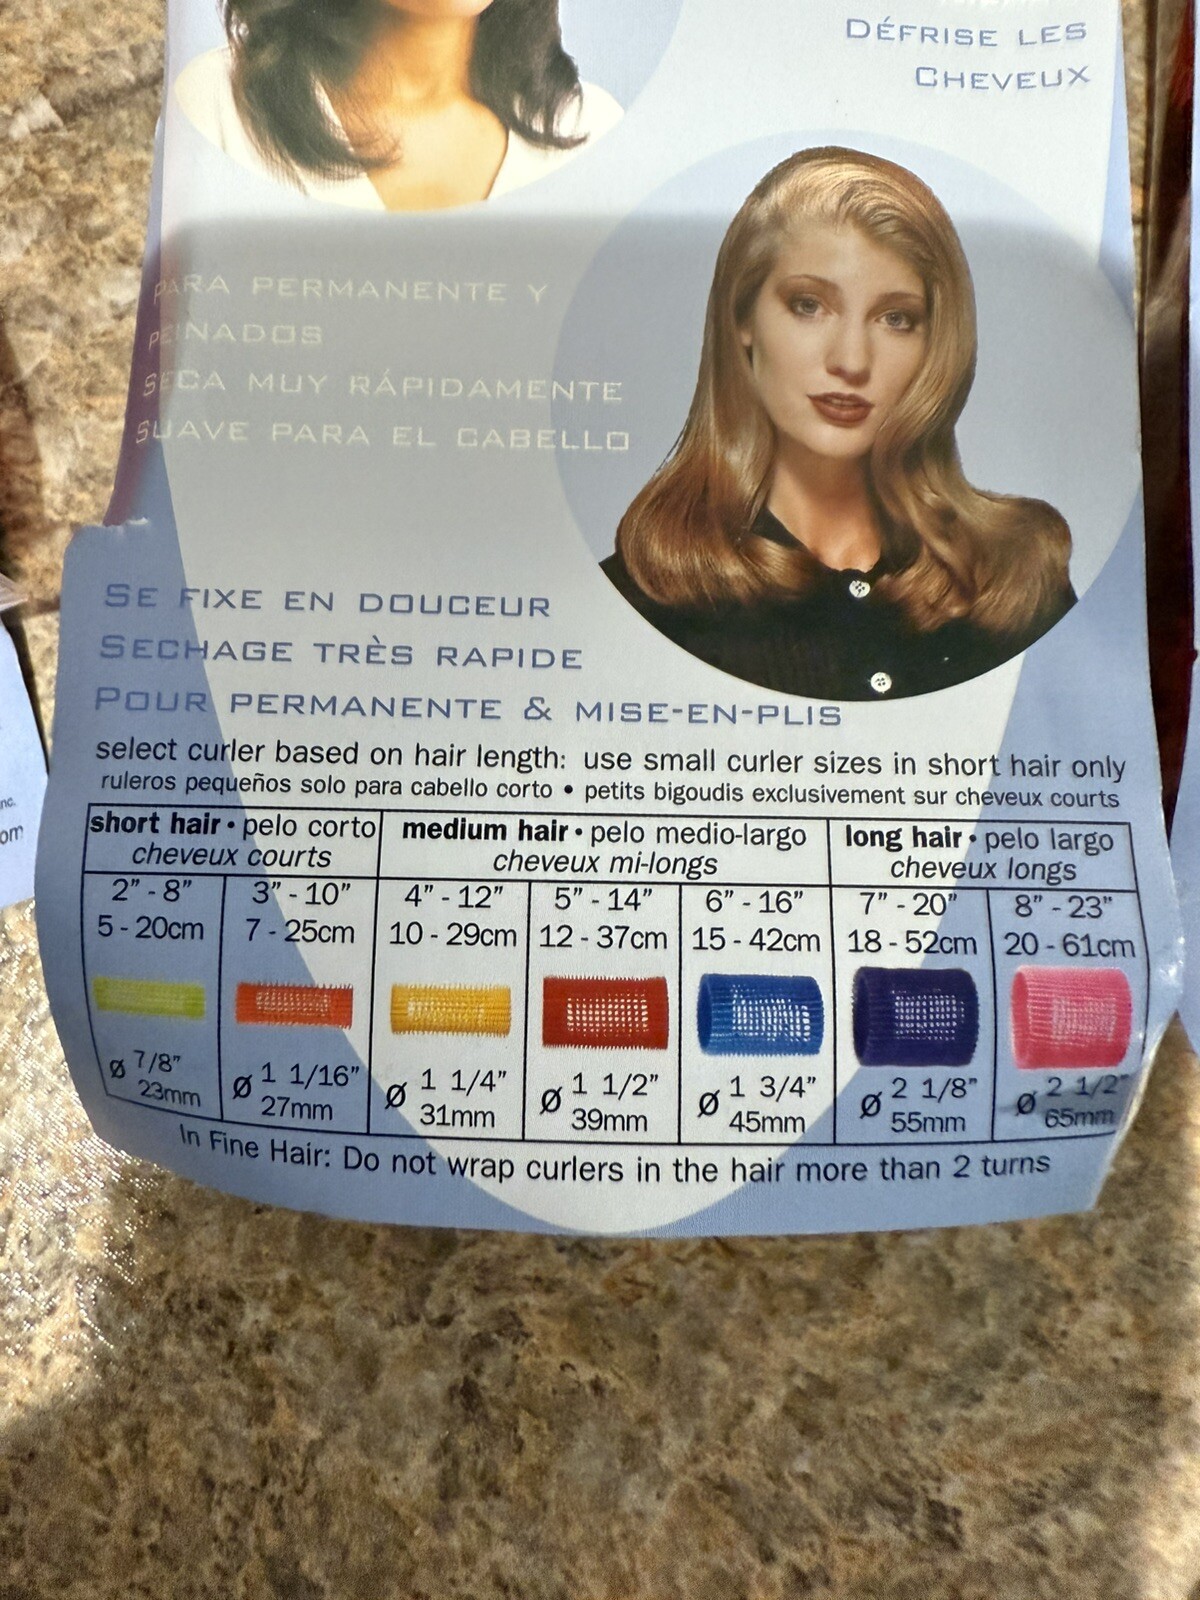 DÉFRISE LES
CHEVEUX
PARA PERMANENTE Y
PEINADOS
SECA MUY RÁPIDAMENTE
SUAVE PARA EL CABELLO
SE FIXE EN DOUCEUR
SECHAGE TRÈS RAPIDE
POUR PERMANENTE & MISE-EN-PLIS
select curler based on hair length: use small curler sizes in short hair only
ruleros pequeños solo para cabello corto • petits bigoudis exclusivement sur cheveux courts
short hair • pelo corto
cheveux courts
medium hair • pelo medio-largo
cheveux mi-longs
long hair • pelo largo
cheveux longs
2” - 8”
5 - 20cm
3” - 10”
7 - 25cm
4” - 12”
10 - 29cm
5” - 14”
12 - 37cm
6” - 16”
15 - 42cm
7” - 20”
18 - 52cm
8” - 23”
20 - 61cm
ø 7/8”
23mm
ø 1 1/16”
27mm
ø 1 1/4”
31mm
ø 1 1/2”
39mm
ø 1 3/4”
45mm
ø 2 1/8”
55mm
ø 2 1/2”
65mm
In Fine Hair: Do not wrap curlers in the hair more than 2 turns
nc.
om